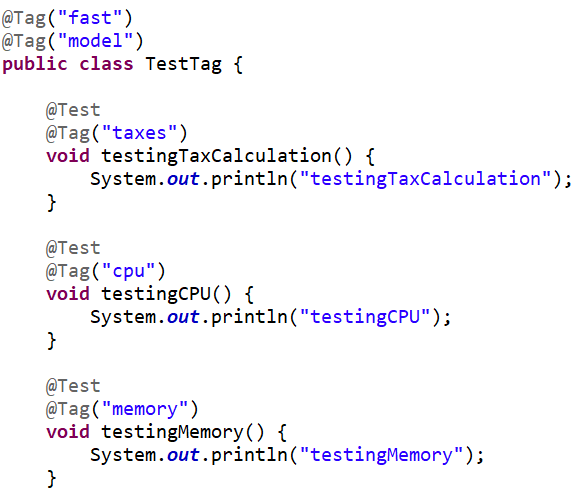 @Tag("fast")
@Tag("model")
public class TestTag {
@Test
@Tag("taxes")
void testingTaxCalculation() {
System.out.println("testingTaxCalculation");
}
@Test
@Tag("cpu")
void testingCPU() {
System.out.println("testingCPU");
}
@Test
@Tag("memory")
void testingMemory() {
System.out.println("testingMemory");
}